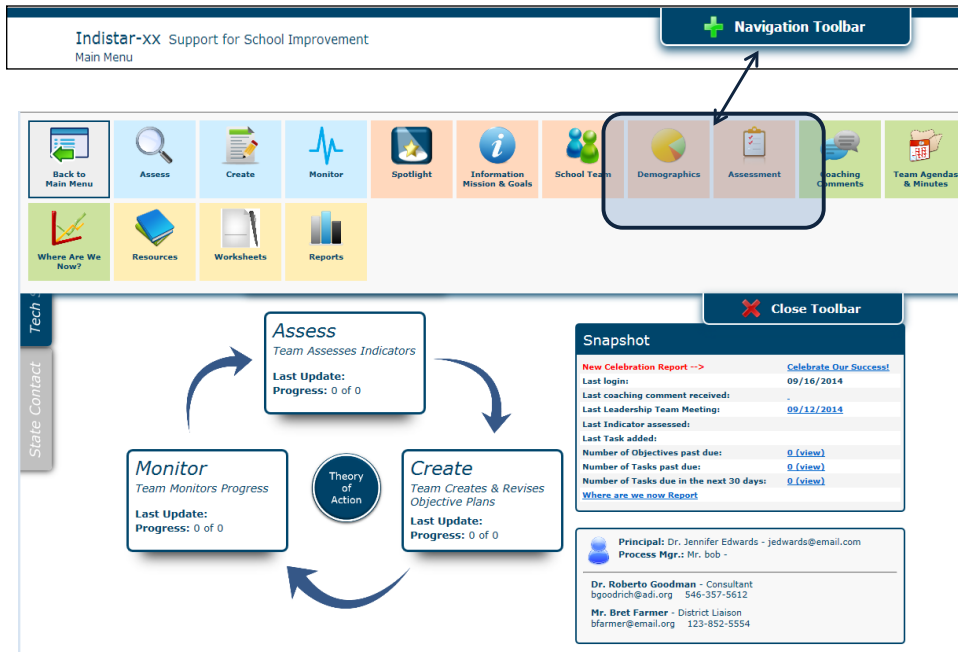 Indistar-xx Support for School Improvement
Main Menu
Navigation Toolbar
Back to
Main Menu
Assess
Create
Monitor
Spotlight
Information
Mission & Goals
School Team
Demographics
Assessment
Coaching
Comments
Team Agendas
& Minutes
Where Are We
Now?
Resources
Worksheets
Reports
Close Toolbar
Tech
State Contact
Assess
Team Assesses Indicators
Last Update:
Progress: 0 of 0
Monitor
Team Monitors Progress
Last Update:
Progress: 0 of 0
Theory
of
Action
Create
Team Creates & Revises
Objective Plans
Last Update:
Progress: 0 of 0
Snapshot
New Celebration Report --> Celebrate Our Success!
Last login: 09/16/2014
Last coaching comment received: -
Last Leadership Team Meeting: 09/12/2014
Last Indicator assessed:
Last Task added:
Number of Objectives past due: 0 (view)
Number of Tasks past due: 0 (view)
Number of Tasks due in the next 30 days: 0 (view)
Where are we now Report
Principal: Dr. Jennifer Edwards - jedwards@email.com
Process Mgr.: Mr. bob -
Dr. Roberto Goodman - Consultant
bgoodrich@adi.org 546-357-5612
Mr. Bret Farmer - District Liaison
bfarmer@email.org 123-852-5554